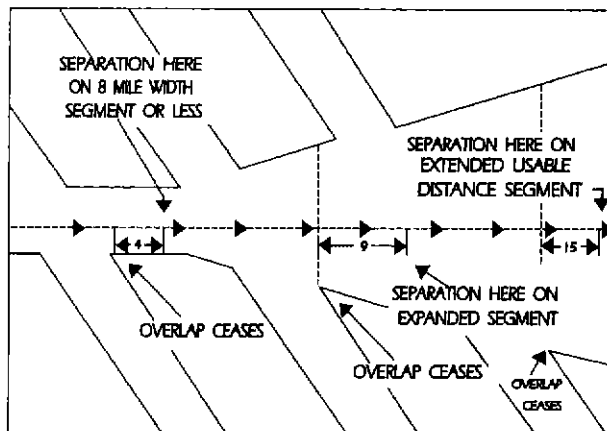 SEPARATION HERE
ON 8 MILE WIDTH
SEGMENT OR LESS
SEPARATION HERE ON
EXTENDED USABLE
DISTANCE SEGMENT
4
9
15
OVERLAP CEASES
SEPARATION HERE ON
EXPANDED SEGMENT
OVERLAP CEASES
OVERLAP
CEASES